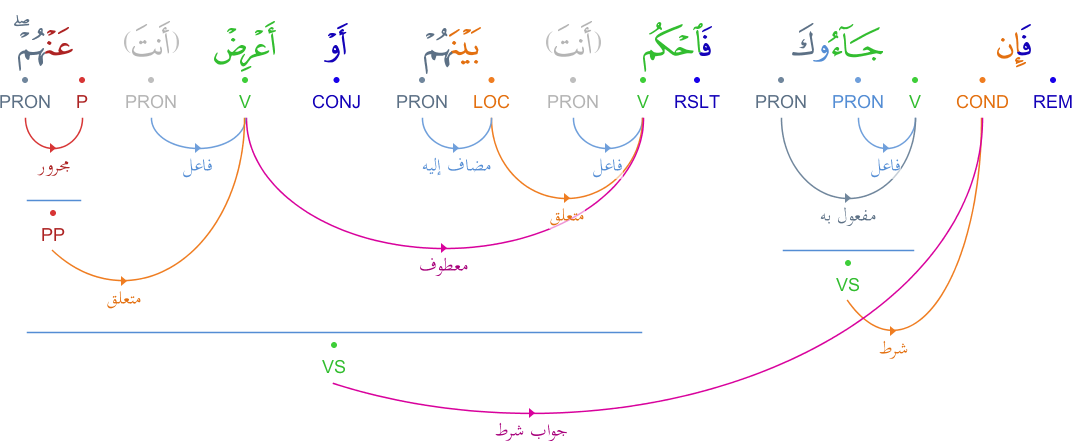 فَإِن جَآءُوكَ فَٱحْكُم (أَنتَ) بَيْنَهُمْ أَوْ أَعْرِضْ (أَنتَ) عَنْهُمْ ۖ
REM COND V PRON PRON RSLT V PRON LOC PRON CONJ V PRON P PRON
فاعل فاعل مضاف إليه فاعل مجرور
مفعول به متعلق
PP
معطوف
VS
متعلق
شرط
VS
جواب شرط